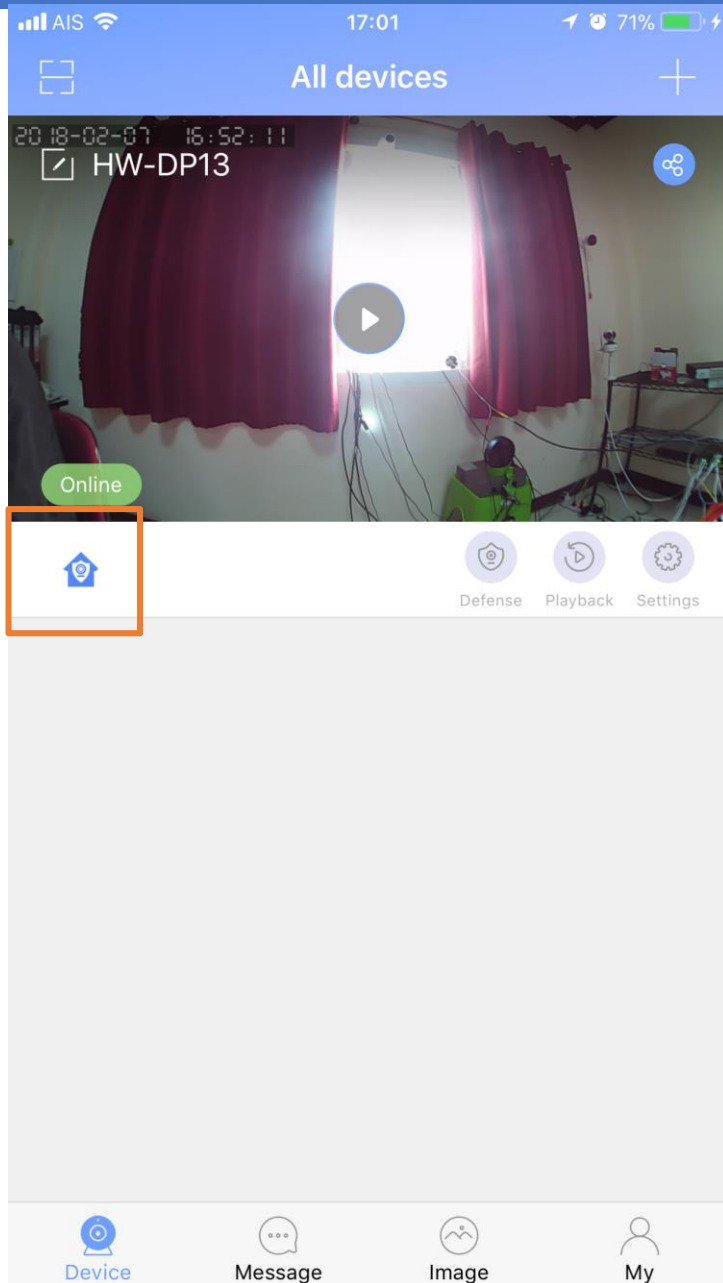 AIS 17:01 71%
All devices
2018-02-07 16:52:11
HW-DP13
Online
Defense Playback Settings
Device Message Image My